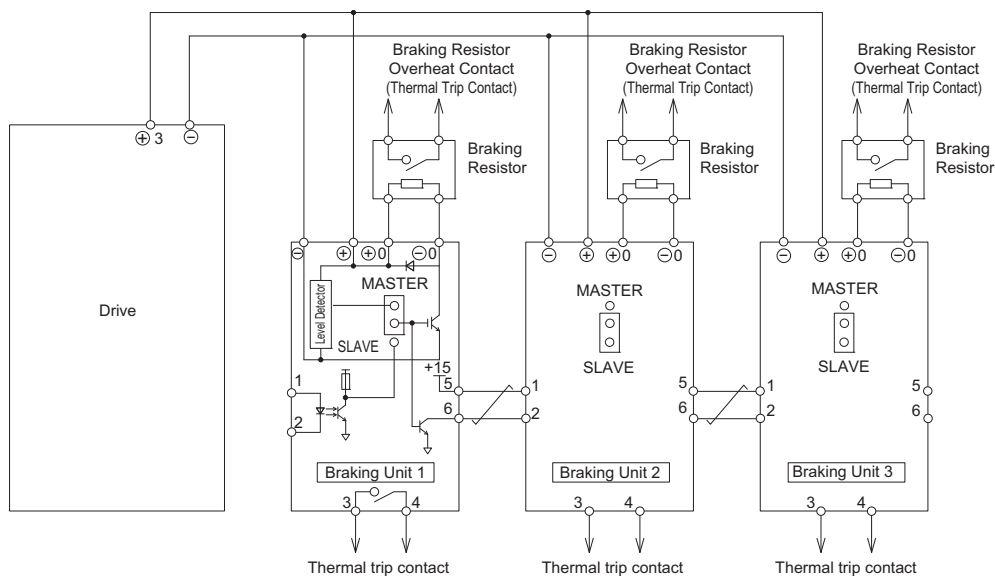 Braking Resistor
Overheat Contact
(Thermal Trip Contact)
Braking Resistor
Overheat Contact
(Thermal Trip Contact)
Braking Resistor
Overheat Contact
(Thermal Trip Contact)
⊕ 3 ⊖
Braking
Resistor
Braking
Resistor
Braking
Resistor
Drive
⊖ ⊕ ⊕0 ⊖0
MASTER
Level Detector
SLAVE
+15
1
2
5
6
Braking Unit 1
3 4
Thermal trip contact
⊖ ⊕ ⊕0 ⊖0
MASTER
SLAVE
1
2
5
6
Braking Unit 2
3 4
Thermal trip contact
⊖ ⊕ ⊕0 ⊖0
MASTER
SLAVE
1
2
5
6
Braking Unit 3
3 4
Thermal trip contact